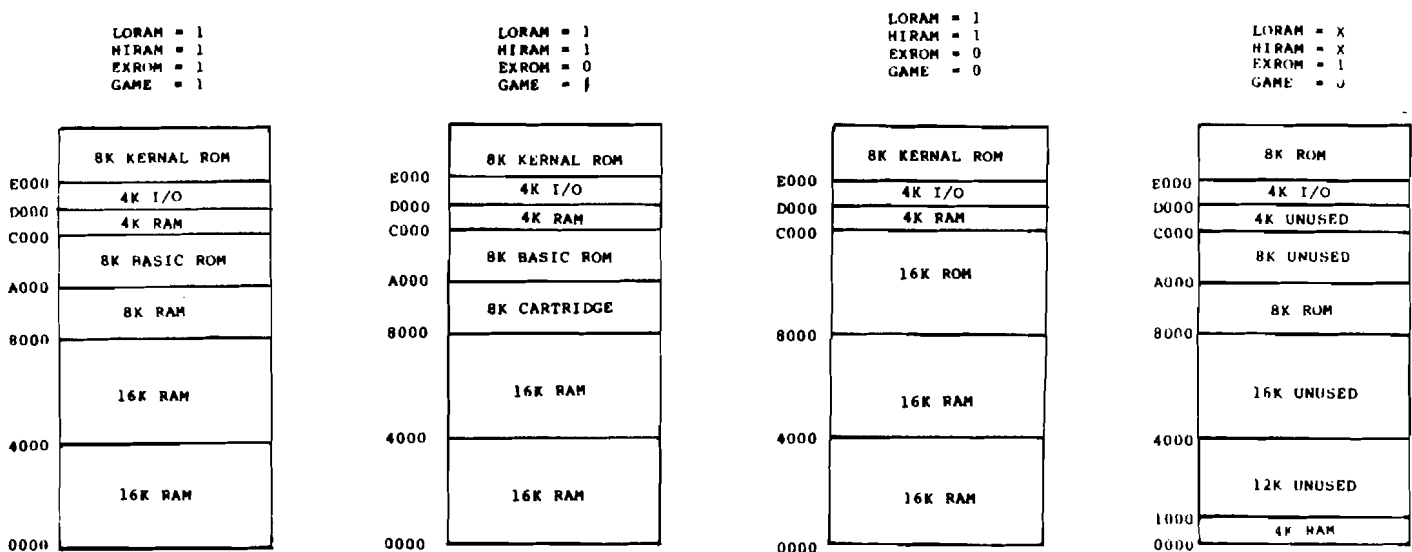 LORAM = 1
HIRAM = 1
EXROM = 1
GAME = 1
8K KERNAL ROM
E000
4K I/O
D000
4K RAM
C000
8K BASIC ROM
A000
8K RAM
8000
16K RAM
4000
16K RAM
0000
LORAM = 1
HIRAM = 1
EXROM = 0
GAME =
8K KERNAL ROM
E000
4K I/O
D000
4K RAM
C000
8K BASIC ROM
A000
8K CARTRIDGE
8000
16K RAM
4000
16K RAM
0000
LORAM = 1
HIRAM = 1
EXROM = 0
GAME = 0
8K KERNAL ROM
E000
4K I/O
D000
4K RAM
C000
16K ROM
8000
16K RAM
4000
16K RAM
0000
LORAM = X
HIRAM = X
EXROM = 1
GAME = 0
8K ROM
E000
4K I/O
D000
4K UNUSED
C000
8K UNUSED
A000
8K ROM
8000
16K UNUSED
4000
12K UNUSED
1000
4K RAM
0000